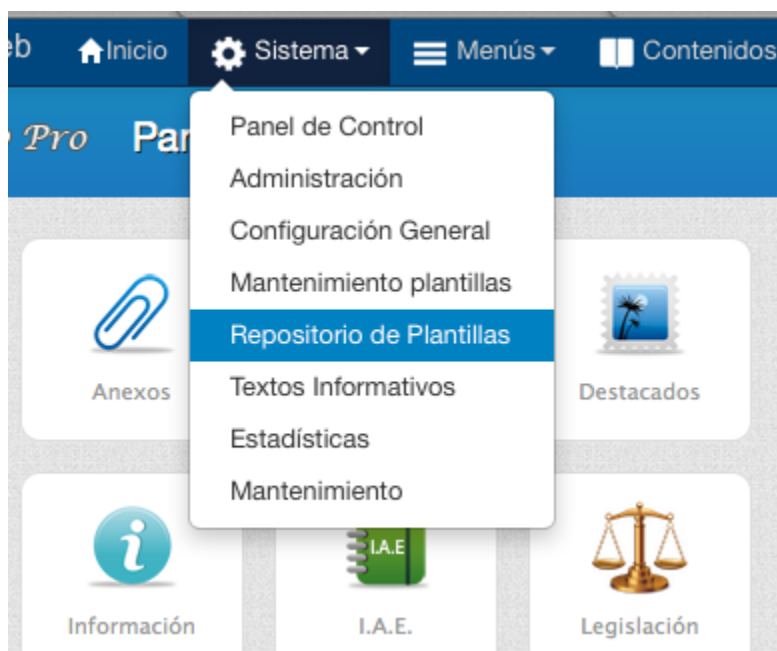 eb Inicio Sistema Menús Contenidos
Pro Par
Panel de Control
Administración
Configuración General
Mantenimiento plantillas
Repositorio de Plantillas
Textos Informativos
Estadísticas
Mantenimiento
Anexos Destacados
I.A.E
Información I.A.E. Legislación